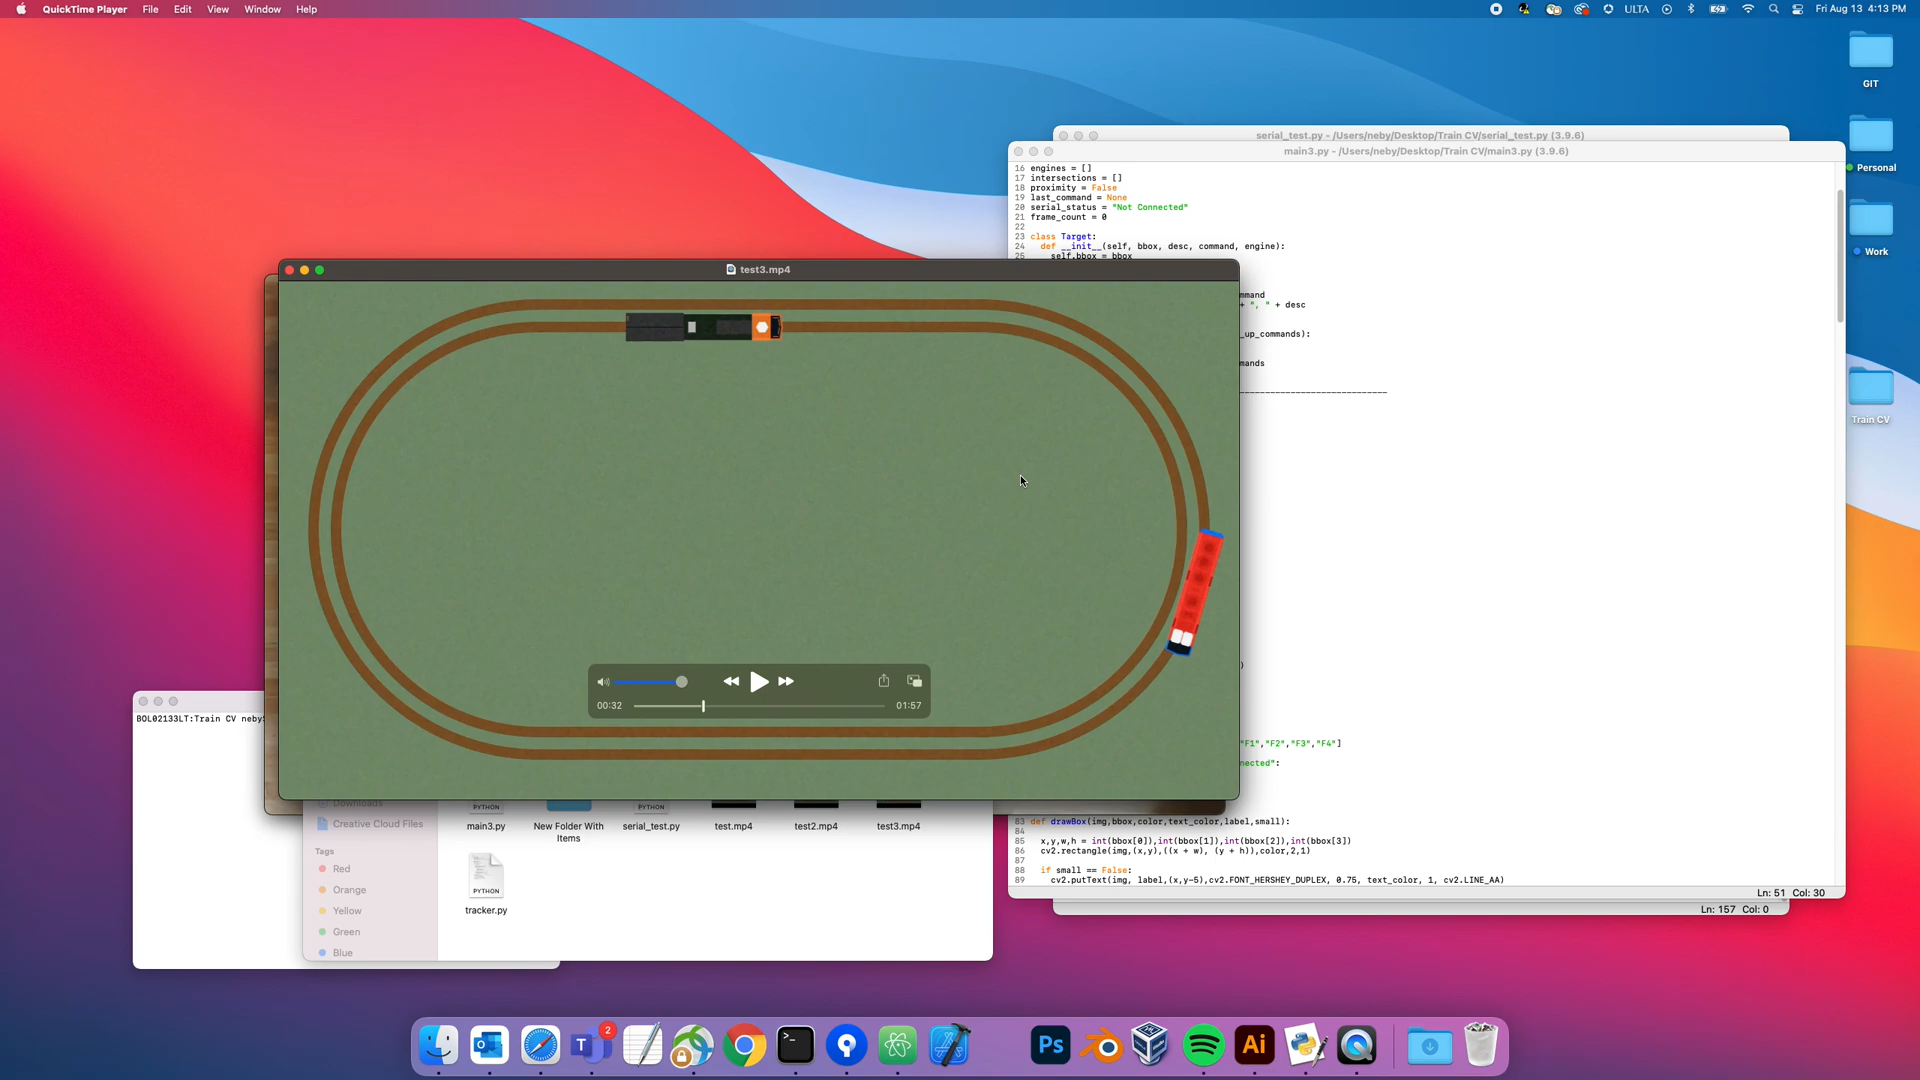 QuickTime Player File Edit View Window Help
ULTA Fri Aug 13 4:13 PM
GIT
Personal
Work
Train CV
serial_test.py - /Users/neby/Desktop/Train CV/serial_test.py (3.9.6)
main3.py - /Users/neby/Desktop/Train CV/main3.py (3.9.6)
16 engines = []
17 intersections = []
18 proximity = False
19 last_command = None
20 serial_status = "Not Connected"
21 frame_count = 0
22
23 class Target:
24 def __init__(self, bbox, desc, command, engine):
25 self.bbox = bbox
mmand
+ ", " + desc
_up_commands):
mands
)
"F1","F2","F3","F4"]
nected":
83 def drawBox(img,bbox,color,text_color,label,small):
84
85 x,y,w,h = int(bbox[0]),int(bbox[1]),int(bbox[2]),int(bbox[3])
86 cv2.rectangle(img,(x,y),((x + w), (y + h)),color,2,1)
87
88 if small == False:
89 cv2.putText(img, label,(x,y-5),cv2.FONT_HERSHEY_DUPLEX, 0.75, text_color, 1, cv2.LINE_AA)
Ln: 51 Col: 30
Ln: 157 Col: 0
test3.mp4
00:32
01:57
BOL02133LT:Train CV neby$
Downloads
Creative Cloud Files
Tags
Red
Orange
Yellow
Green
Blue
PYTHON
main3.py
New Folder With
Items
PYTHON
serial_test.py
test.mp4
test2.mp4
test3.mp4
PYTHON
tracker.py
2
T
Ps
Ai